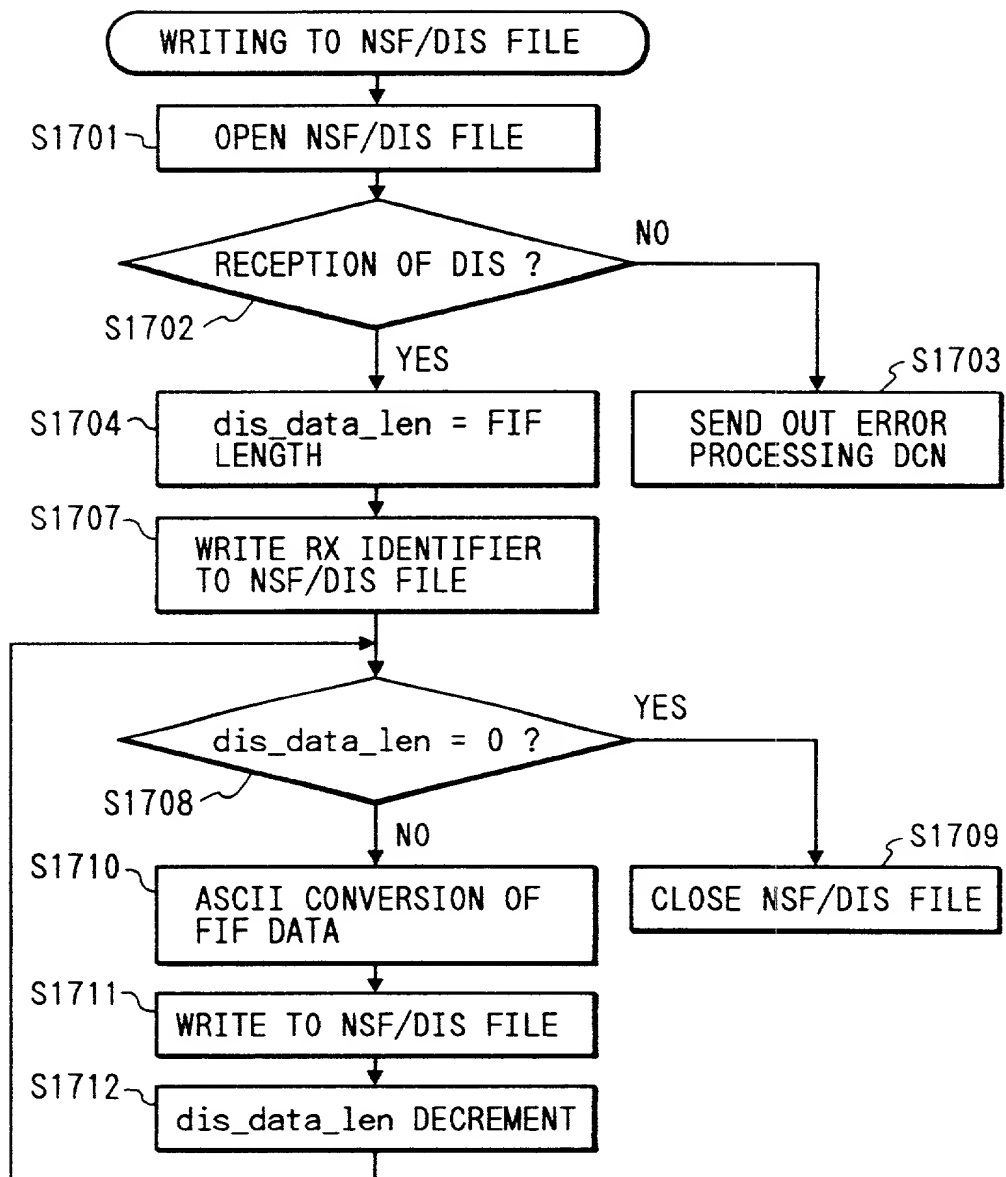 WRITING TO NSF/DIS FILE
S1701
OPEN NSF/DIS FILE
RECEPTION OF DIS ?
NO
S1702
YES
S1703
SEND OUT ERROR
PROCESSING DCN
S1704
dis_data_len = FIF
LENGTH
S1707
WRITE RX IDENTIFIER
TO NSF/DIS FILE
dis_data_len = 0 ?
YES
S1708
NO
S1709
CLOSE NSF/DIS FILE
S1710
ASCII CONVERSION OF
FIF DATA
S1711
WRITE TO NSF/DIS FILE
S1712
dis_data_len DECREMENT